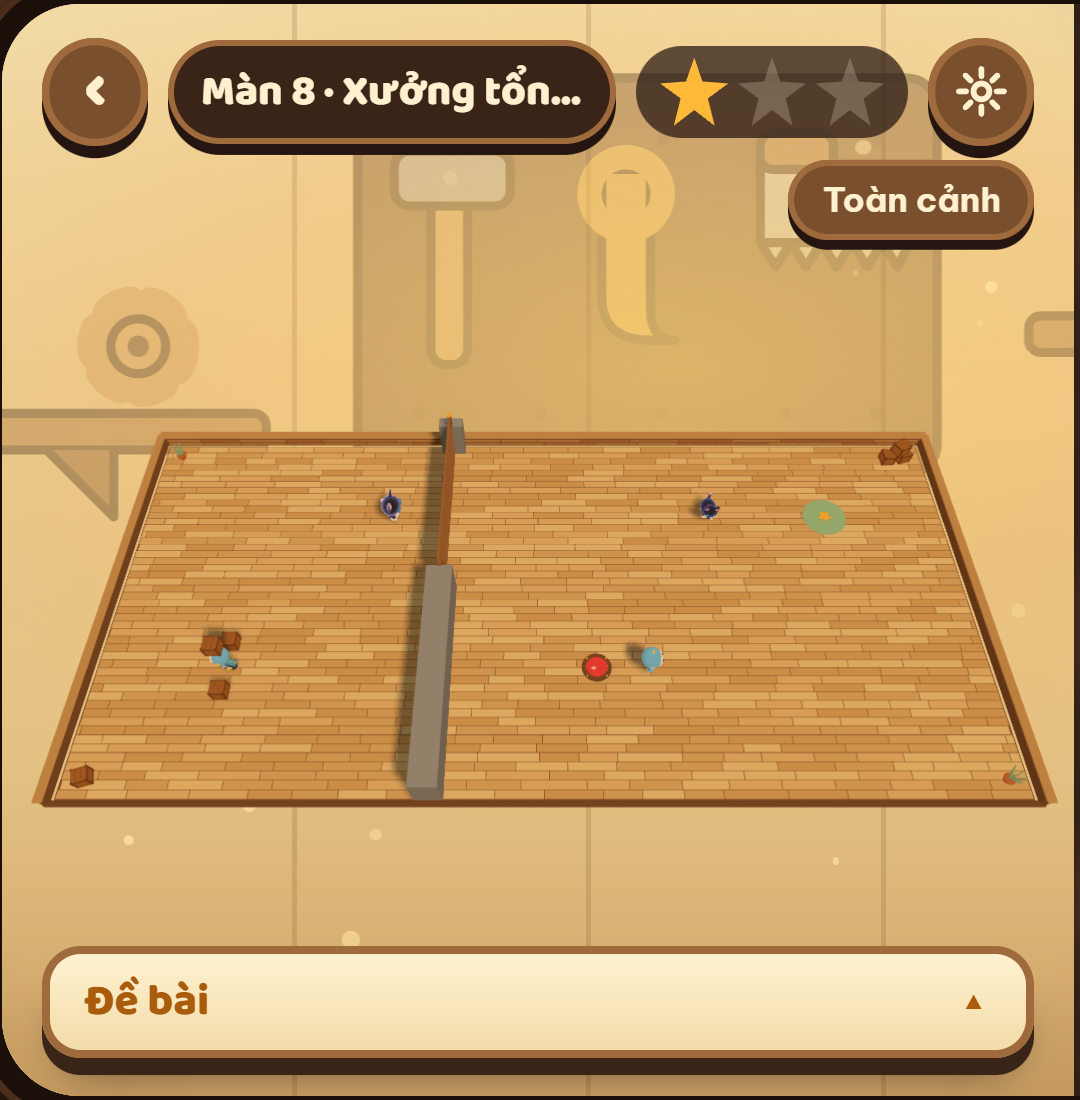 Màn 8 • Xưởng tổn...
Toàn cảnh
Đề bài